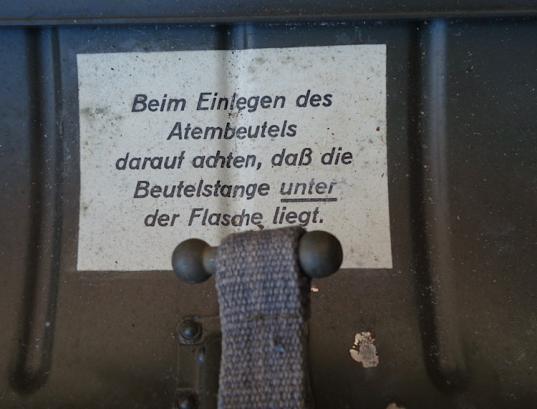 Beim Einlegen des
Atembeutels
darauf achten, daß die
Beutelstange unter
der Flasche liegt.